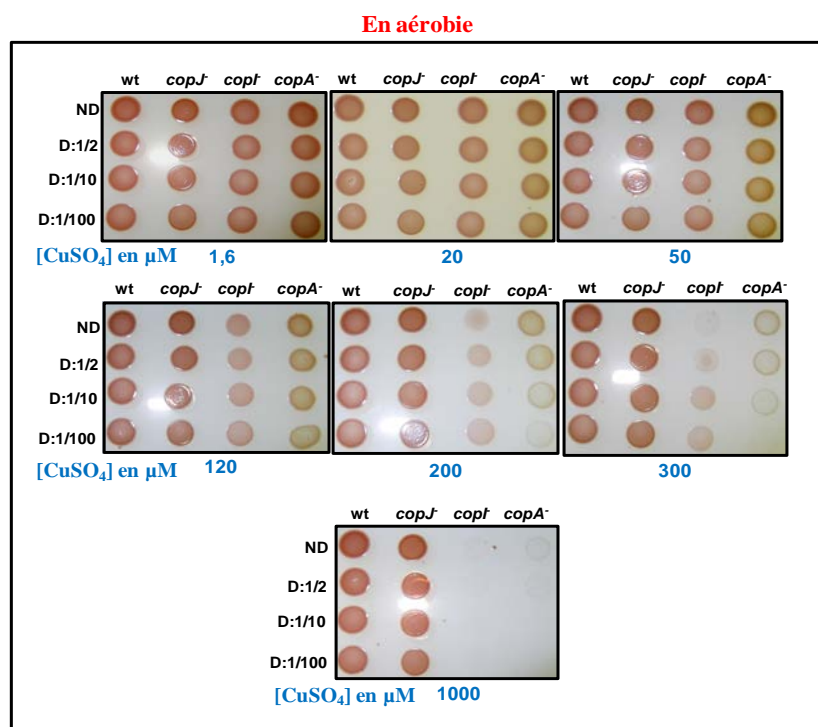 En aérobie
wt copJ- copI- copA- wt copJ- copI- copA- wt copJ- copI- copA-
ND
D:1/2
D:1/10
D:1/100
[CuSO4] en µM 1,6 20 50
wt copJ- copI- copA- wt copJ- copI- copA- wt copJ- copI- copA-
ND
D:1/2
D:1/10
D:1/100
[CuSO4] en µM 120 200 300
wt copJ- copI- copA-
ND
D:1/2
D:1/10
D:1/100
[CuSO4] en µM 1000